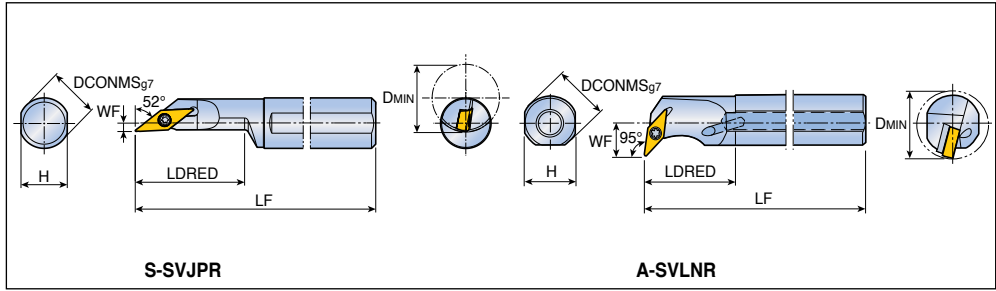 DCONMSg7
WF
52°
H
LDRED
LF
DMIN
S-SVJPR
DCONMSg7
WF
95°
H
LDRED
LF
DMIN
A-SVLNR